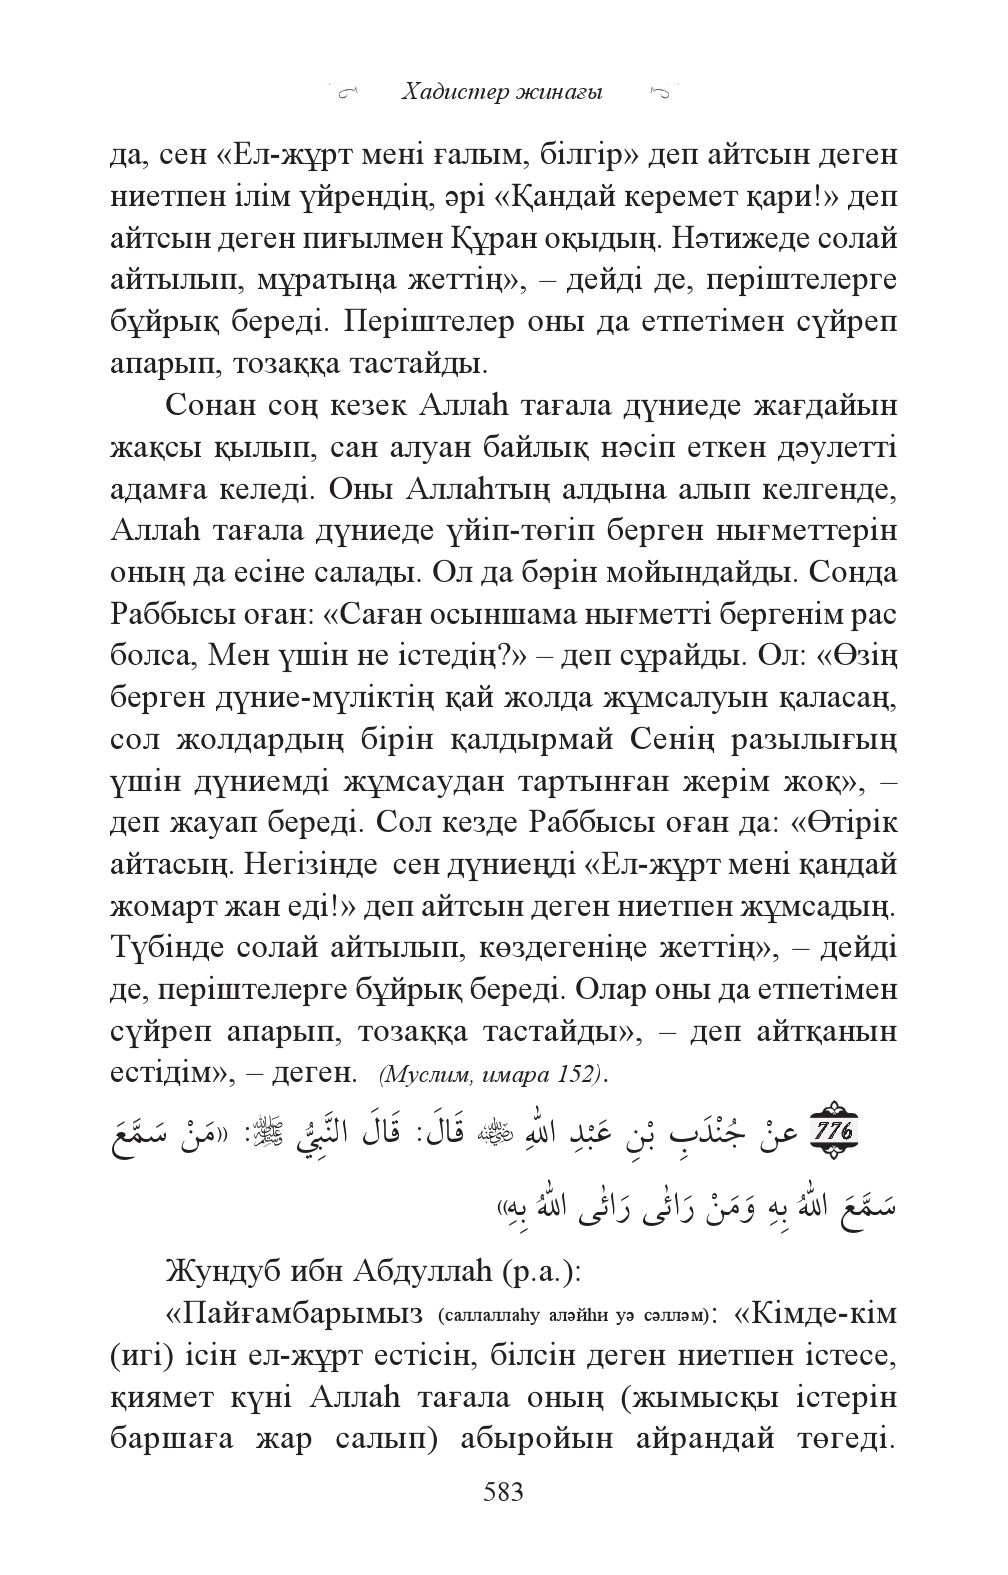 Хадистер жинағы
да, сен «Ел-жұрт мені ғалым, білгір» деп айтсын деген
ниетпен ілім үйрендің, әрі «Қандай керемет қари!» деп
айтсын деген пиғылмен Құран оқыдың. Нәтижеде солай
айтылып, мұратыңа жеттің», – дейді де, періштелерге
бұйрық береді. Періштелер оны да етпетімен сүйреп
апарып, тозаққа тастайды.
Сонан соң кезек Аллаһ тағала дүниеде жағдайын
жақсы қылып, сан алуан байлық нәсіп еткен дәулетті
адамға келеді. Оны Аллаһтың алдына алып келгенде,
Аллаһ тағала дүниеде үйіп-төгіп берген нығметтерін
оның да есіне салады. Ол да бәрін мойындайды. Сонда
Раббысы оған: «Саған осыншама нығметті бергенім рас
болса, Мен үшін не істедің?» – деп сұрайды. Ол: «Өзің
берген дүние-мүліктің қай жолда жұмсалуын қаласаң,
сол жолдардың бірін қалдырмай Сенің разылығың
үшін дүниемді жұмсаудан тартынған жерім жоқ», –
деп жауап береді. Сол кезде Раббысы оған да: «Өтірік
айтасың. Негізінде сен дүниеңді «Ел-жұрт мені қандай
жомарт жан еді!» деп айтсын деген ниетпен жұмсадың.
Түбінде солай айтылып, көздегеніңе жеттің», – дейді
де, періштелерге бұйрық береді. Олар оны да етпетімен
сүйреп апарып, тозаққа тастайды», – деп айтқанын
естідім», – деген. (Муслим, имара 152).
776 عنْ جُنْدَبِ بْنِ عَبْدِ اللهِ ﵁ قَالَ: قَالَ النَّبِيُّ ﷺ: «مَنْ سَمَّعَ
سَمَّعَ اللهُ بِهِ وَمَنْ رَائٰى رَائٰى اللهُ بِهِ»
Жундуб ибн Абдуллаһ (р.а.):
«Пайғамбарымыз (саллаллаһу аләйһи уә сәлләм): «Кімде-кім
(игі) ісін ел-жұрт естісін, білсін деген ниетпен істесе,
қиямет күні Аллаһ тағала оның (жымысқы істерін
баршаға жар салып) абыройын айрандай төгеді.
583